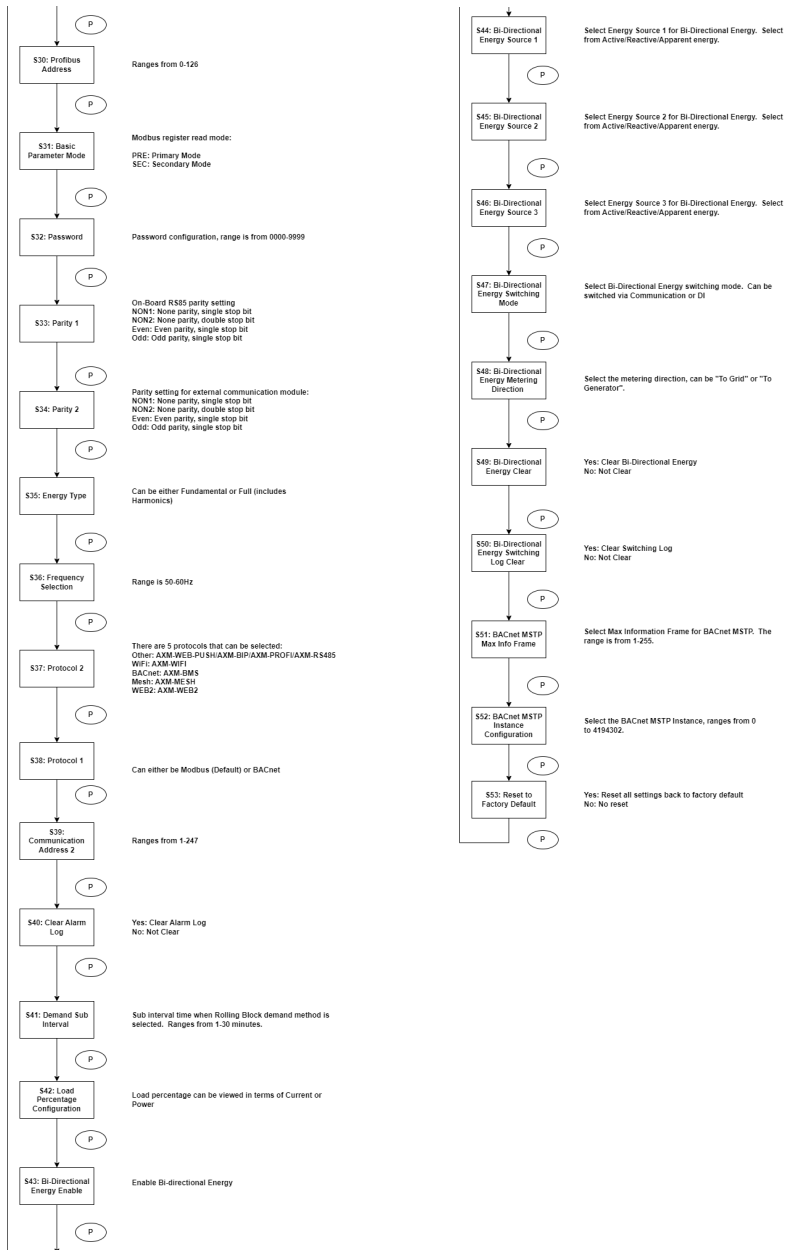 P
S30: Profibus
Address
Ranges from 0-126
P
S31: Basic
Parameter Mode
Modbus register read mode:
PRE: Primary Mode
SEC: Secondary Mode
P
S32: Password
Password configuration, range is from 0000-9999
P
S33: Parity 1
On-Board RS85 parity setting
NON1: None parity, single stop bit
NON2: None parity, double stop bit
Even: Even parity, single stop bit
Odd: Odd parity, single stop bit
P
S34: Parity 2
Parity setting for external communication module:
NON1: None parity, single stop bit
NON2: None parity, double stop bit
Even: Even parity, single stop bit
Odd: Odd parity, single stop bit
P
S35: Energy Type
Can be either Fundamental or Full (includes
Harmonics)
P
S36: Frequency
Selection
Range is 50-60Hz
P
S37: Protocol 2
There are 5 protocols that can be selected:
Other: AXM-WEB-PUSH/AXM-BIP/AXM-PROFI/AXM-RS485
WiFi: AXM-WIFI
BACnet: AXM-BMS
Mesh: AXM-MESH
WEB2: AXM-WEB2
P
S38: Protocol 1
Can either be Modbus (Default) or BACnet
P
S39:
Communication
Address 2
Ranges from 1-247
P
S40: Clear Alarm
Log
Yes: Clear Alarm Log
No: Not Clear
P
S41: Demand Sub
Interval
Sub interval time when Rolling Block demand method is
selected. Ranges from 1-30 minutes.
P
S42: Load
Percentage
Configuration
Load percentage can be viewed in terms of Current or
Power
P
S43: Bi-Directional
Energy Enable
Enable Bi-directional Energy
P
S44: Bi-Directional
Energy Source 1
Select Energy Source 1 for Bi-Directional Energy. Select
from Active/Reactive/Apparent energy.
P
S45: Bi-Directional
Energy Source 2
Select Energy Source 2 for Bi-Directional Energy. Select
from Active/Reactive/Apparent energy.
P
S46: Bi-Directional
Energy Source 3
Select Energy Source 3 for Bi-Directional Energy. Select
from Active/Reactive/Apparent energy.
P
S47: Bi-Directional
Energy Switching
Mode
Select Bi-Directional Energy switching mode. Can be
switched via Communication or DI
P
S48: Bi-Directional
Energy Metering
Direction
Select the metering direction, can be "To Grid" or "To
Generator".
P
S49: Bi-Directional
Energy Clear
Yes: Clear Bi-Directional Energy
No: Not Clear
P
S50: Bi-Directional
Energy Switching
Log Clear
Yes: Clear Switching Log
No: Not Clear
P
S51: BACnet MSTP
Max Info Frame
Select Max Information Frame for BACnet MSTP. The
range is from 1-255.
P
S52: BACnet MSTP
Instance
Configuration
Select the BACnet MSTP Instance, ranges from 0
to 4194302.
P
S53: Reset to
Factory Default
Yes: Reset all settings back to factory default
No: No reset
P